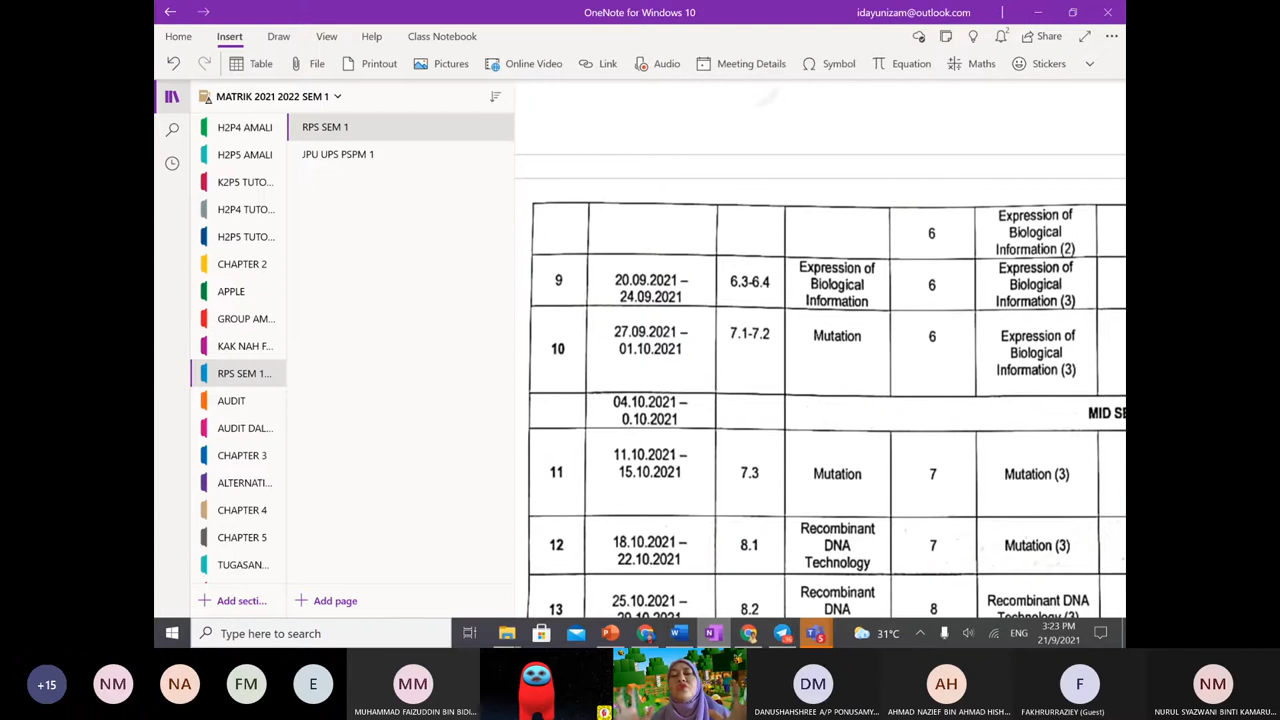 OneNote for Windows 10
idayunizam@outlook.com
Home Insert Draw View Help Class Notebook
Share
Table File Printout Pictures Online Video Link Audio Meeting Details Symbol Equation Maths Stickers
MATRIK 2021 2022 SEM 1
H2P4 AMALI
H2P5 AMALI
K2P5 TUTO...
H2P4 TUTO...
H2P5 TUTO...
CHAPTER 2
APPLE
GROUP AM...
KAK NAH F...
RPS SEM 1...
AUDIT
AUDIT DAL...
CHAPTER 3
ALTERNATI...
CHAPTER 4
CHAPTER 5
TUGASAN...
Add secti...
RPS SEM 1
JPU UPS PSPM 1
Add page
6
Expression of
Biological
Information (2)
9
20.09.2021 –
24.09.2021
6.3-6.4
Expression of
Biological
Information
6
Expression of
Biological
Information (3)
10
27.09.2021 –
01.10.2021
7.1-7.2
Mutation
6
Expression of
Biological
Information (3)
04.10.2021 –
0.10.2021
MID SE
11
11.10.2021 –
15.10.2021
7.3
Mutation
7
Mutation (3)
12
18.10.2021 –
22.10.2021
8.1
Recombinant
DNA
Technology
7
Mutation (3)
13
25.10.2021 –
8.2
Recombinant
DNA
8
Recombinant DNA
Type here to search
31°C
ENG
3:23 PM
21/9/2021
+15
NM
NA
FM
E
MM
MUHAMMAD FAIZUDDIN BIN BIDI...
DM
DANUSHAHSHREE A/P PONUSAMY...
AH
AHMAD NAZIEF BIN AHMAD HISH...
F
FAKHRURRAZIEY (Guest)
NM
NURUL SYAZWANI BINTI KAMARU...